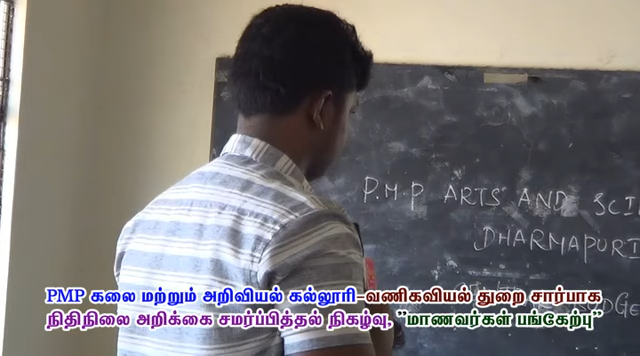 P.M.P ARTS AND SCI
DHARMAPURI
PMP கலை மற்றும் அறிவியல் கல்லூரி-வணிகவியல் துறை சார்பாக
நிதிநிலை அறிக்கை சமர்ப்பித்தல் நிகழ்வு, "மாணவர்கள் பங்கேற்பு"